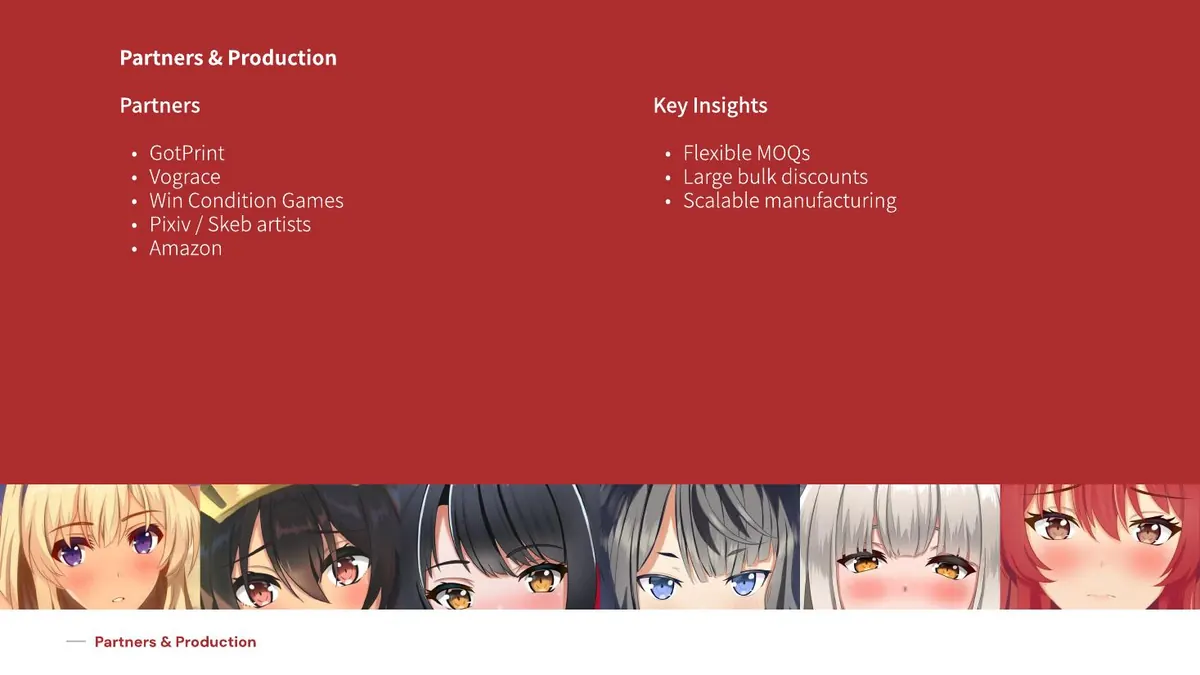 Partners & Production
Partners
• GotPrint
• Vograce
• Win Condition Games
• Pixiv / Skeb artists
• Amazon
Key Insights
• Flexible MOQs
• Large bulk discounts
• Scalable manufacturing
— Partners & Production